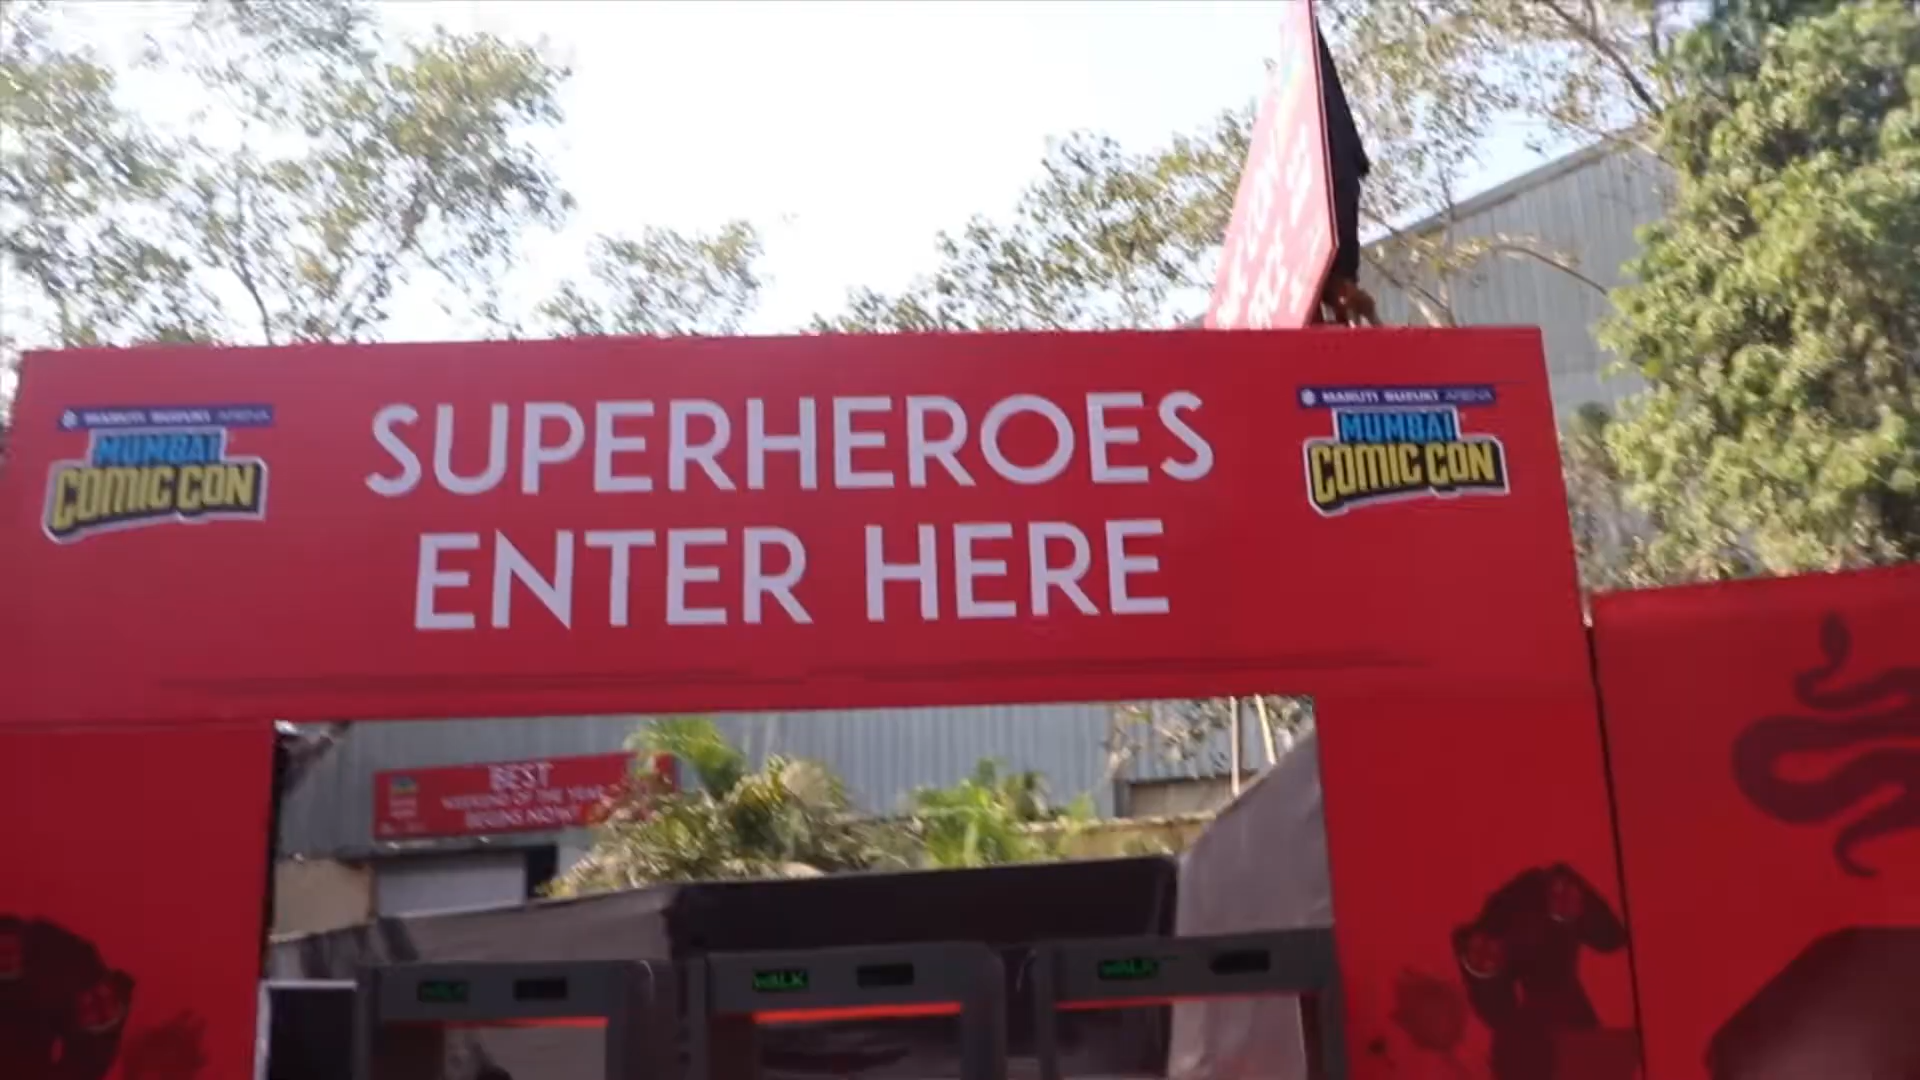 MARUTI SUZUKI ARENA
MUMBAI
COMIC CON
SUPERHEROES
ENTER HERE
MARUTI SUZUKI ARENA
MUMBAI
COMIC CON
BEST
WEEKEND OF THE YEAR
BEGINS NOW!
WALK
WALK
WALK